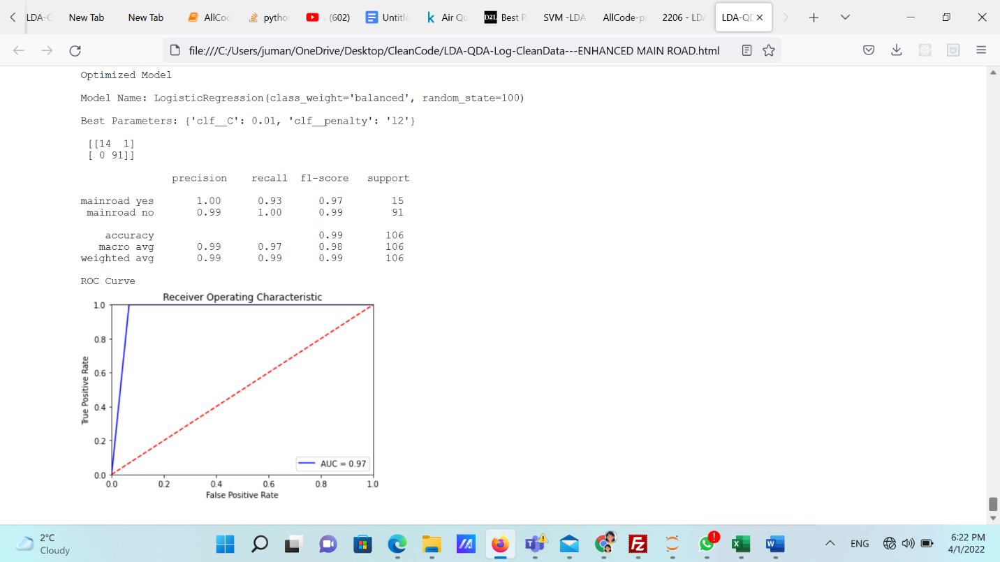 LDA-C
New Tab
New Tab
AllCoc
pytho
(602)
Untitle
k Air Qu
D2L Best P
SVM -LDA
AllCode-p
2206 - LDA
LDA-QD
file:///C:/Users/juman/OneDrive/Desktop/CleanCode/LDA-QDA-Log-CleanData---ENHANCED MAIN ROAD.html
Optimized Model
Model Name: LogisticRegression(class_weight='balanced', random_state=100)
Best Parameters: {'clf__C': 0.01, 'clf__penalty': 'l2'}
[[14 1]
[ 0 91]]
precision recall f1-score support
mainroad yes 1.00 0.93 0.97 15
mainroad no 0.99 1.00 0.99 91
accuracy 0.99 106
macro avg 0.99 0.97 0.98 106
weighted avg 0.99 0.99 0.99 106
ROC Curve
Receiver Operating Characteristic
True Positive Rate
1.0
0.8
0.6
0.4
0.2
0.0
AUC = 0.97
0.0 0.2 0.4 0.6 0.8 1.0
False Positive Rate
2°C
Cloudy
ENG
6:22 PM
4/1/2022